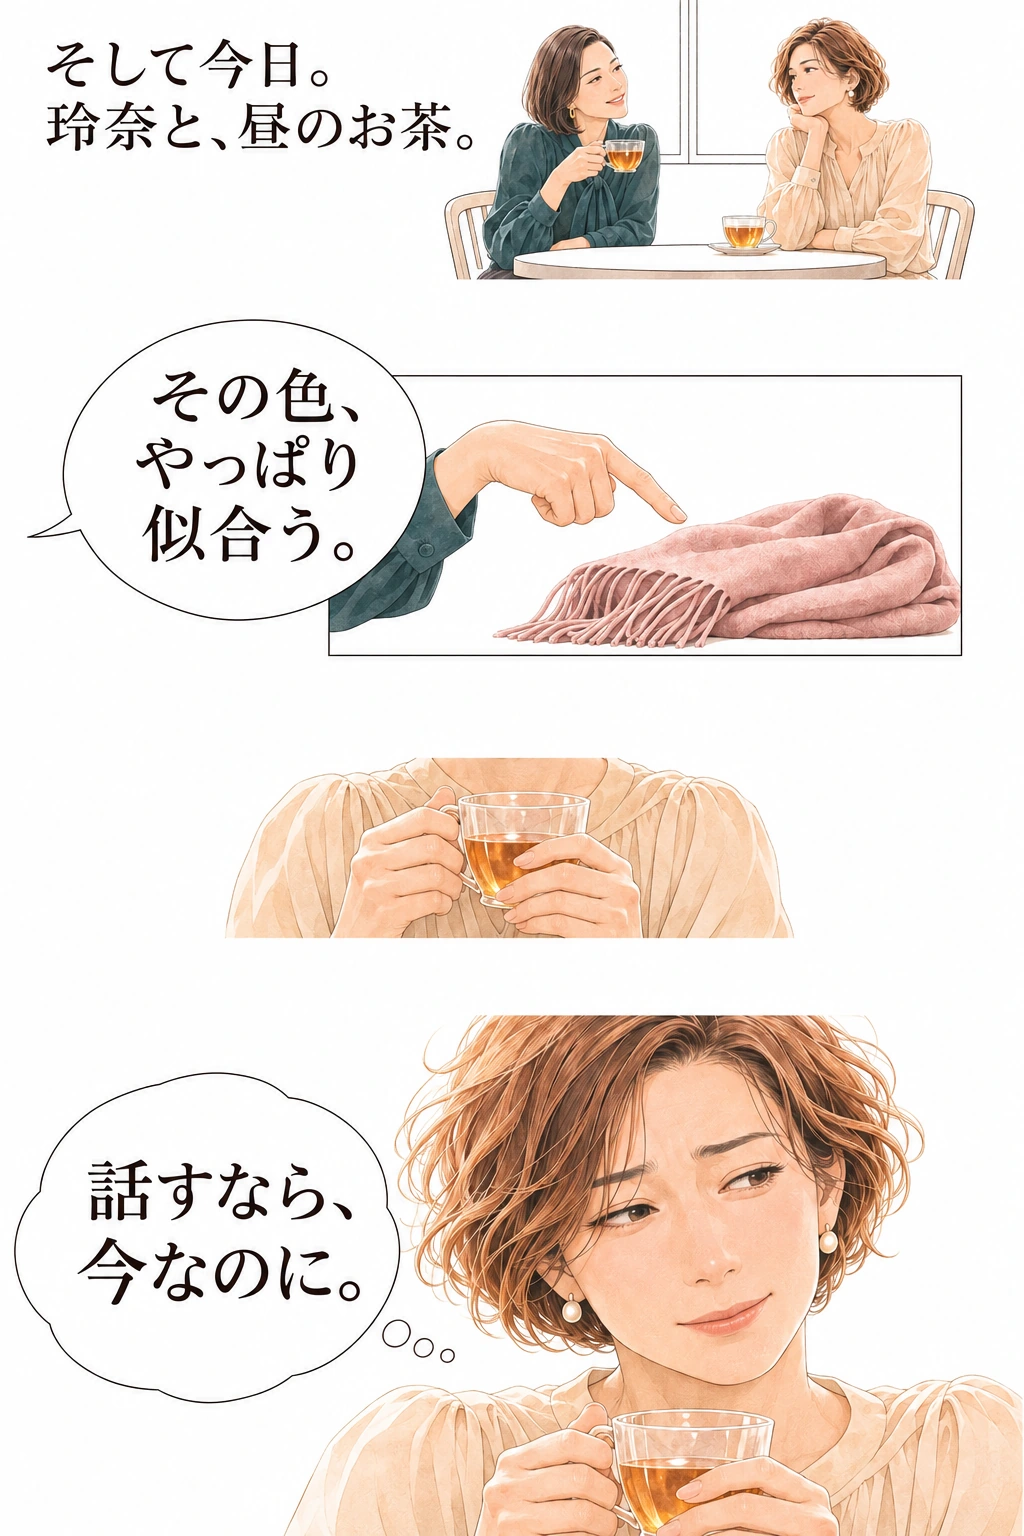 そして今日。
玲奈と、昼のお茶。
その色、
やっぱり
似合う。
話すなら、
今なのに。